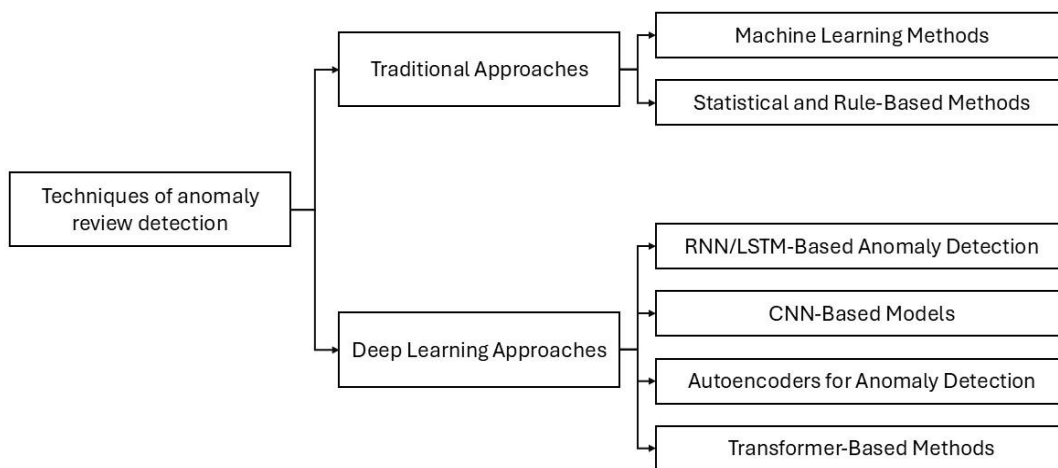 Techniques of anomaly
review detection
Traditional Approaches
Machine Learning Methods
Statistical and Rule-Based Methods
Deep Learning Approaches
RNN/LSTM-Based Anomaly Detection
CNN-Based Models
Autoencoders for Anomaly Detection
Transformer-Based Methods